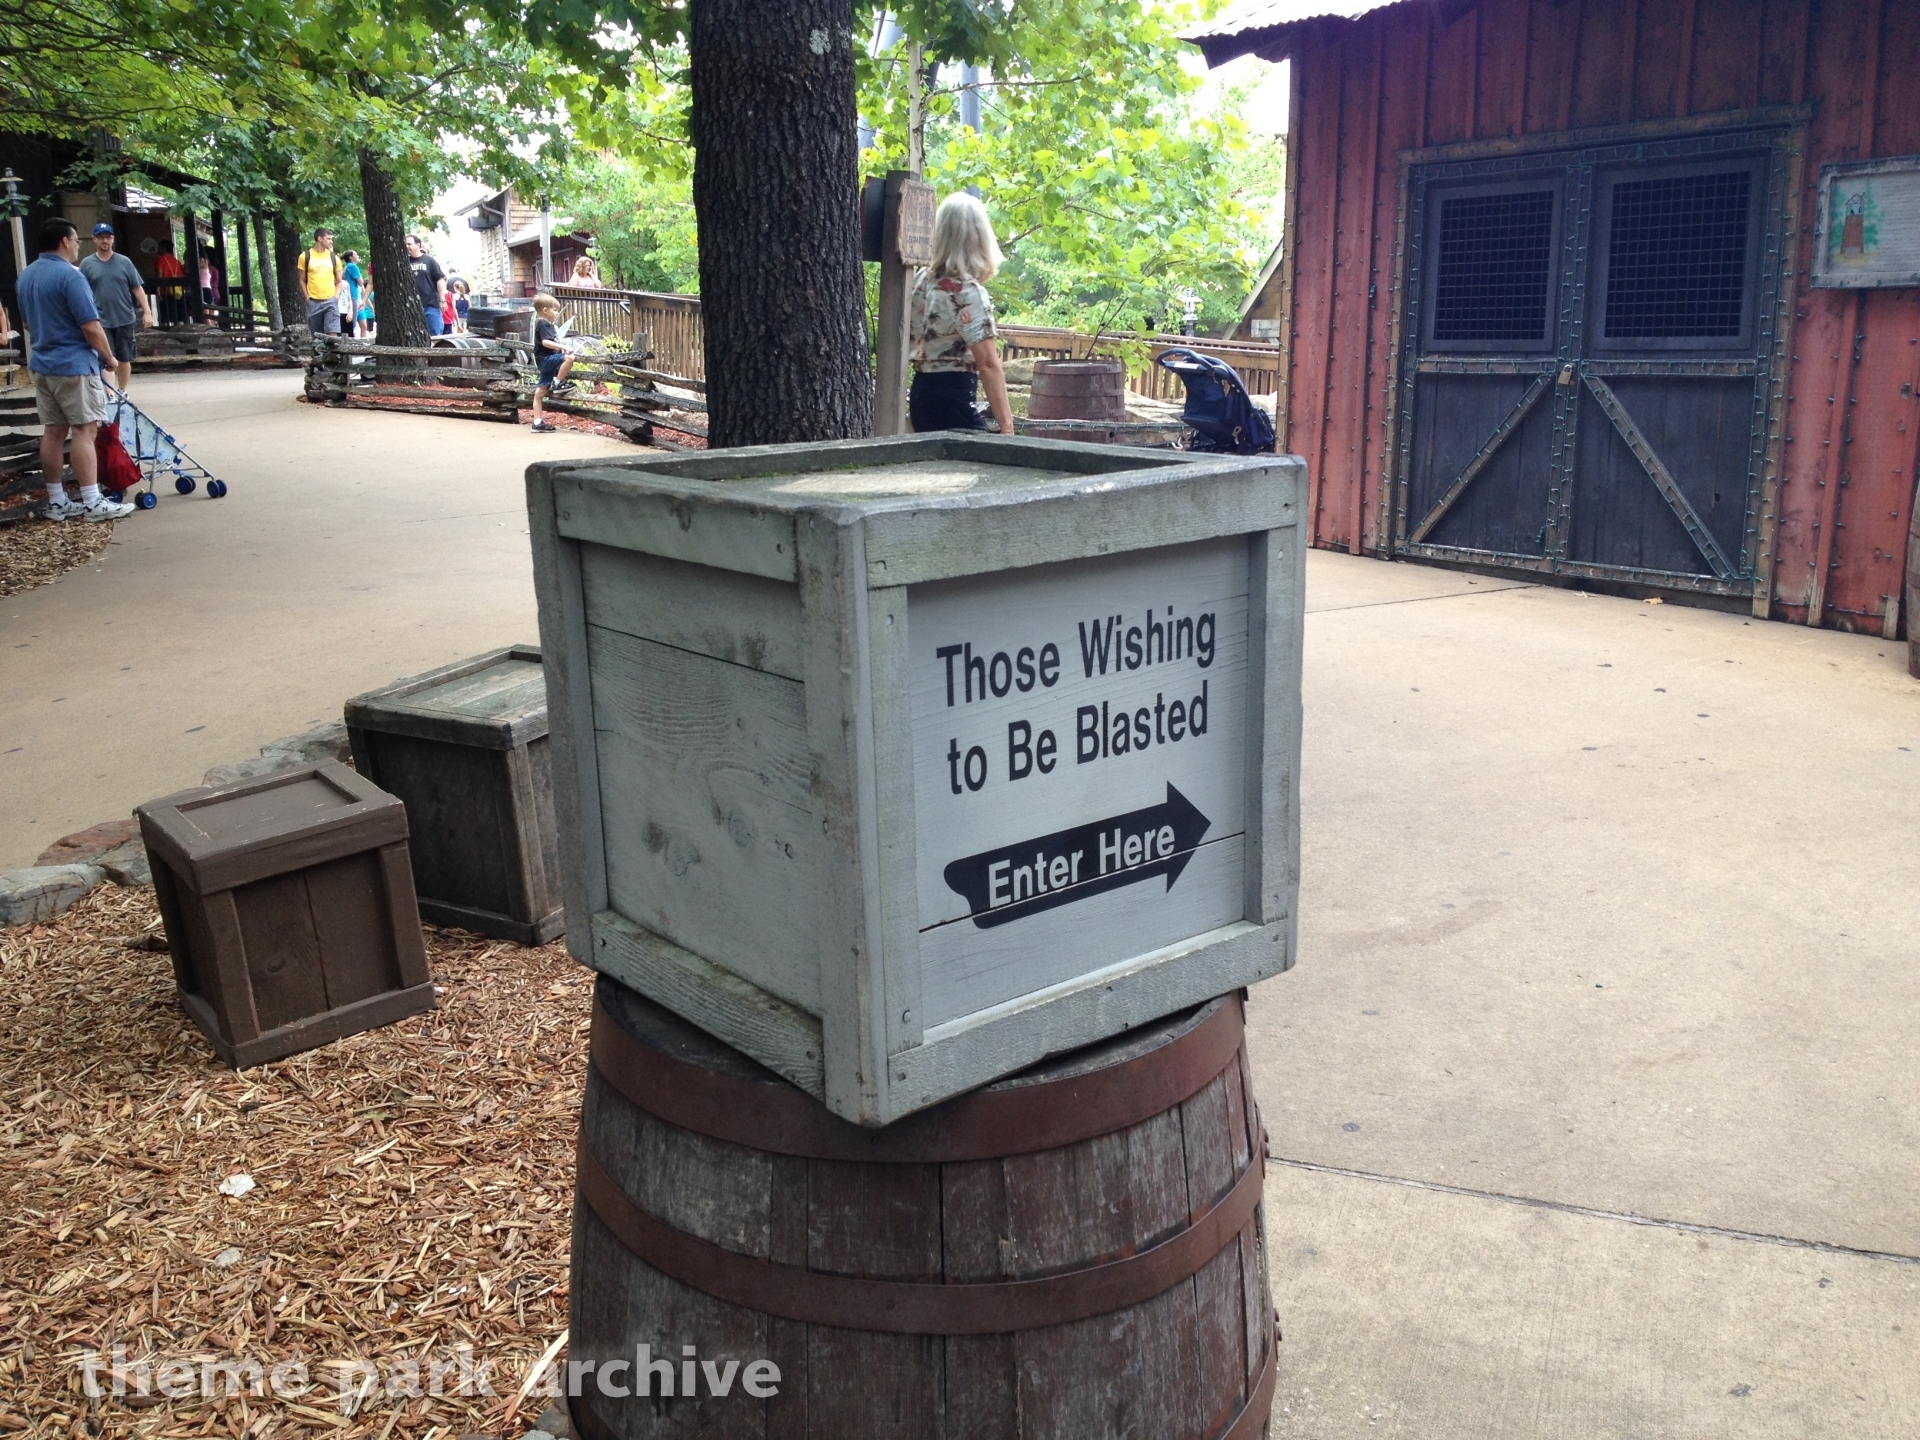 Those Wishing
to Be Blasted
Enter Here
theme park archive